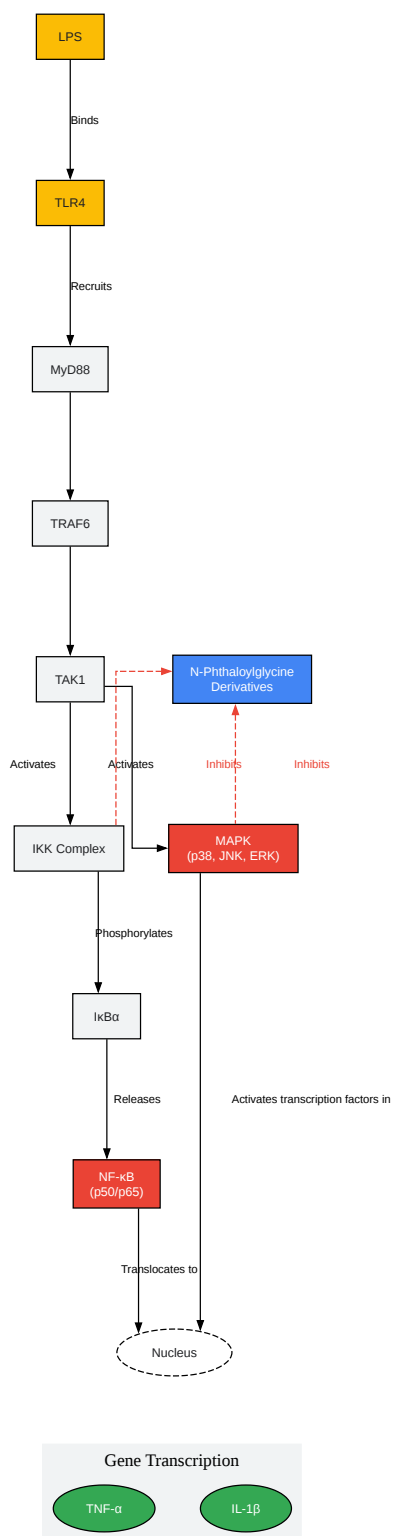 LPS
Binds
TLR4
Recruits
MyD88
TRAF6
TAK1
N-Phthaloylglycine
Derivatives
Activates
Activates
Inhibits
Inhibits
IKK Complex
MAPK
(p38, JNK, ERK)
Phosphorylates
IκBα
Releases
Activates transcription factors in
NF-κB
(p50/p65)
Translocates to
Nucleus
Gene Transcription
TNF-α
IL-1β